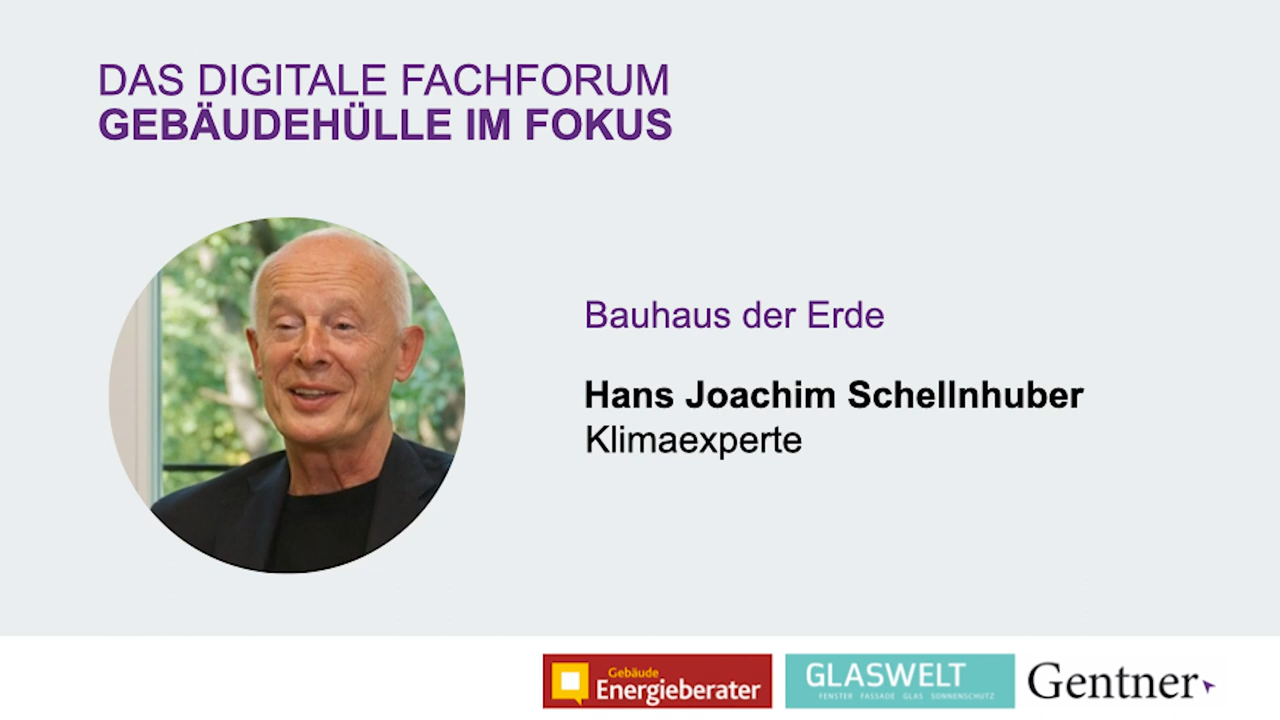 DAS DIGITALE FACHFORUM
GEBÄUDEHÜLLE IM FOKUS
Bauhaus der Erde
Hans Joachim Schellnhuber
Klimaexperte
Gebäude
Energieberater
GLASWELT
FENSTER FASSADE GLAS SONNENSCHUTZ
Gentner